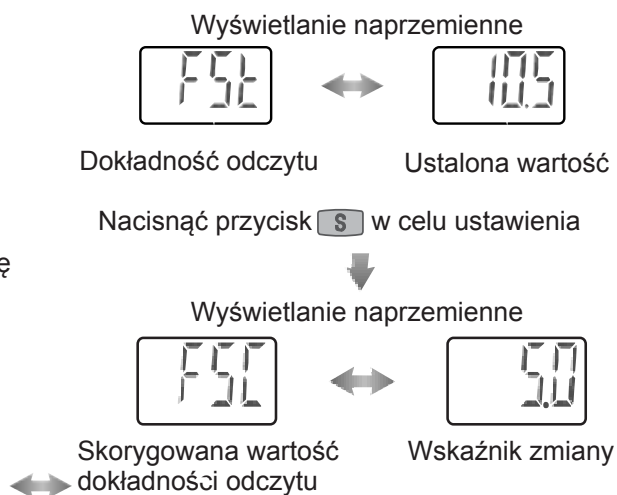 Wyświetlanie naprzemienne
FSt 10.5
Dokładność odczytu Ustalona wartość
Nacisnąć przycisk S w celu ustawienia
ę
Wyświetlanie naprzemienne
FSC 5.0
Skorygowana wartość Wskaźnik zmiany
dokładności odczytu